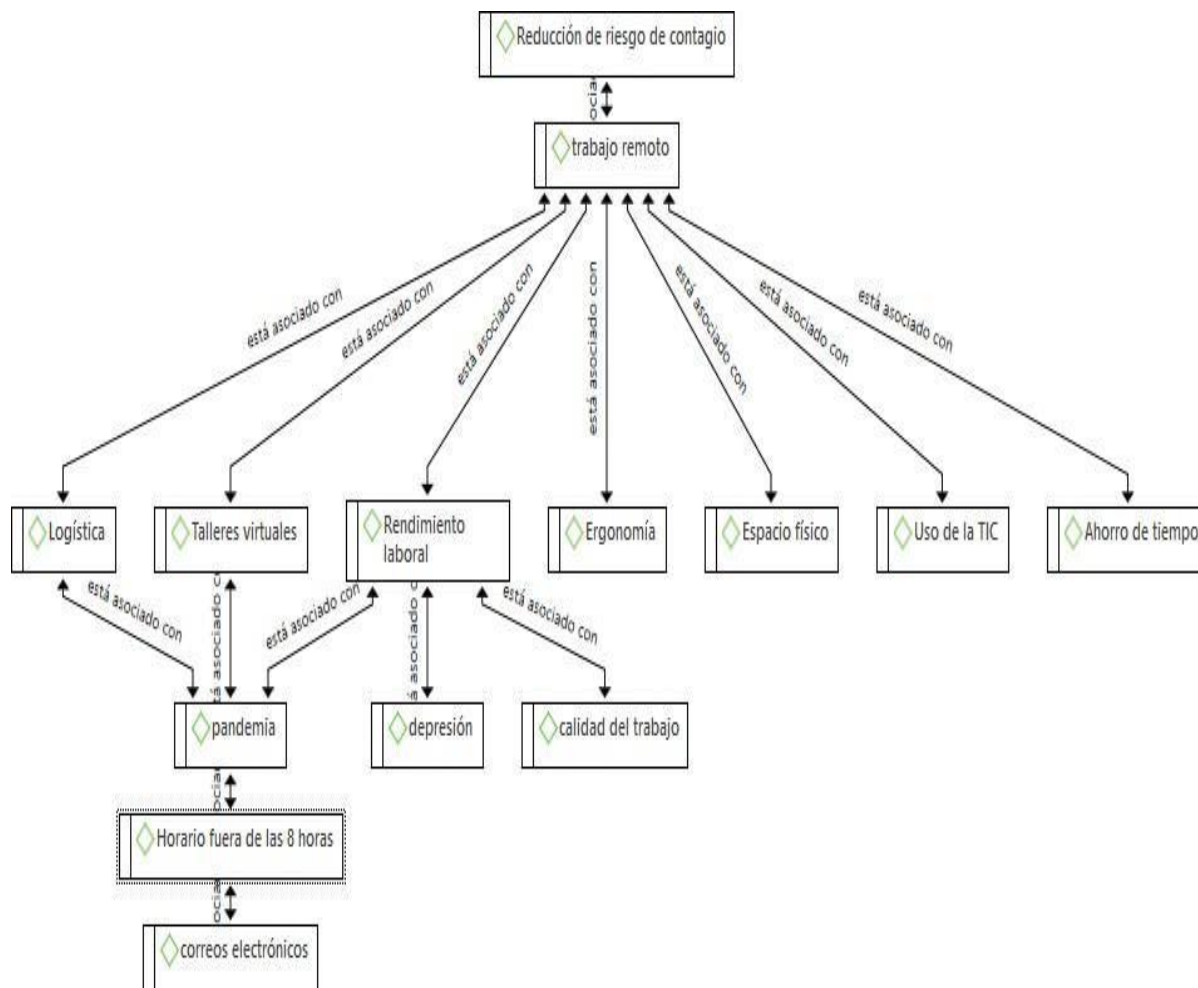 Reducción de riesgo de contagio
trabajo remoto
está asociado con
está asociado con
está asociado con
está asociado con
está asociado con
está asociado con
está asociado con
Logística
Talleres virtuales
Rendimiento
laboral
Ergonomía
Espacio físico
Uso de la TIC
Ahorro de tiempo
está asociado con
asociado
está asociado con
asociado
está asociado con
pandemia
depresión
calidad del trabajo
Horario fuera de las 8 horas
correos electrónicos